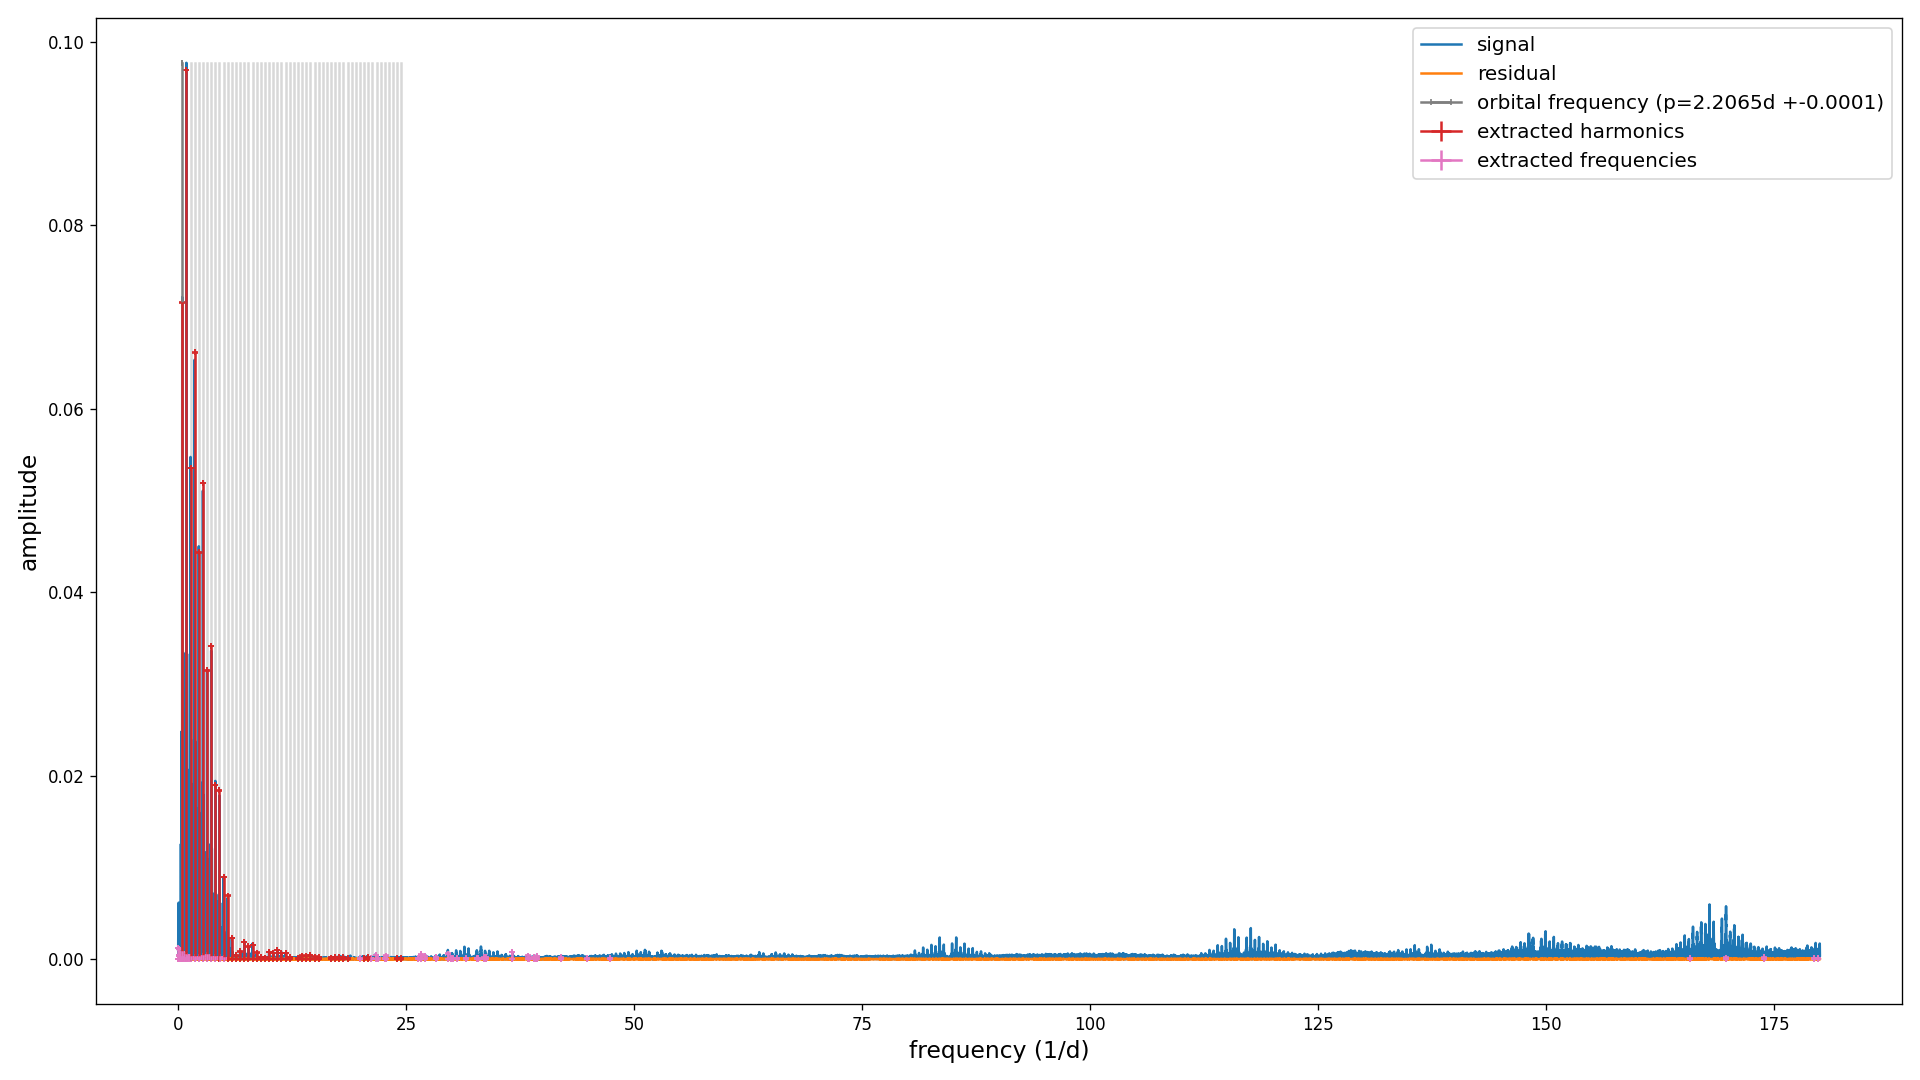 signal
residual
orbital frequency (p=2.2065d +-0.0001)
extracted harmonics
extracted frequencies
0.10
0.08
0.06
0.04
0.02
0.00
amplitude
0 25 50 75 100 125 150 175
frequency (1/d)